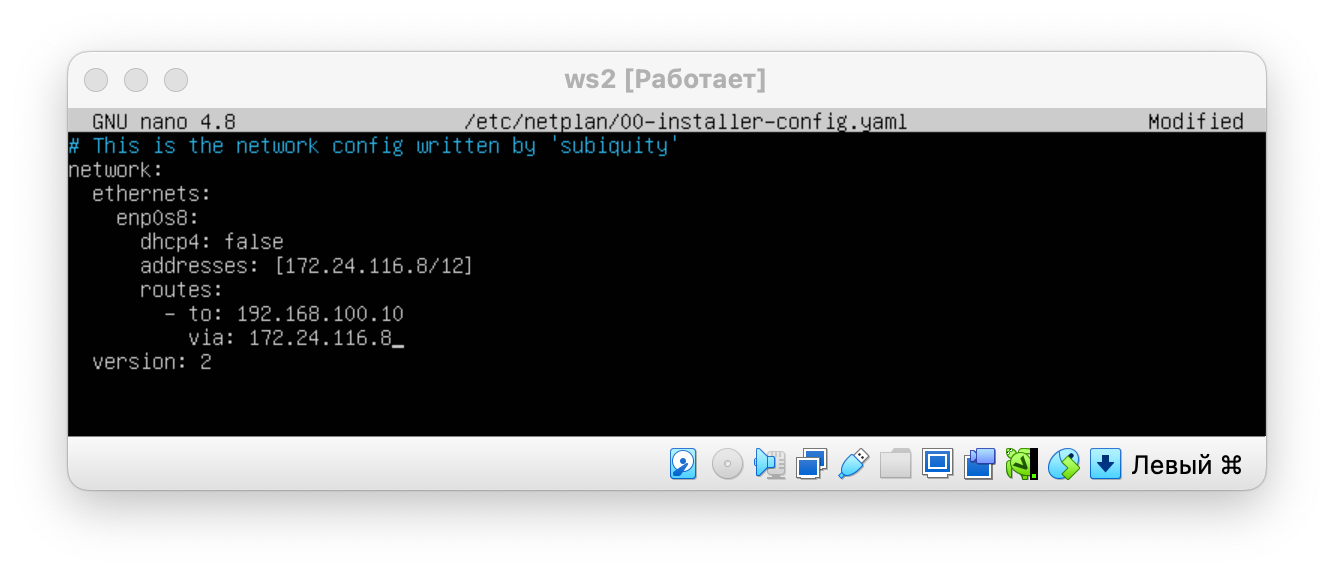 ws2 [Работает]
GNU nano 4.8 /etc/netplan/00-installer-config.yaml Modified
# This is the network config written by 'subiquity'
network:
  ethernets:
    enp0s8:
      dhcp4: false
      addresses: [172.24.116.8/12]
      routes:
        - to: 192.168.100.10
          via: 172.24.116.8_
  version: 2
Левый ⌘